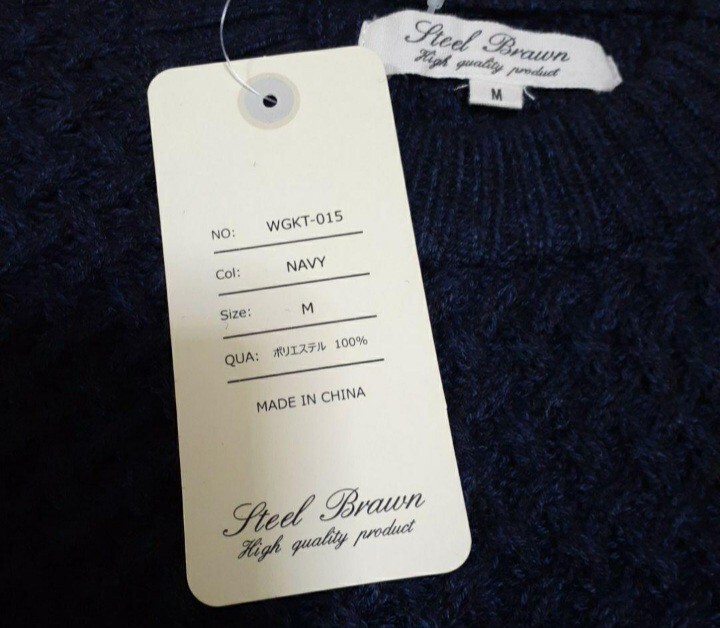 Steel Brawn
High quality product
M
NO: WGKT-015
Col: NAVY
Size: M
QUA: ポリエステル 100%
MADE IN CHINA
Steel Brawn
High quality product